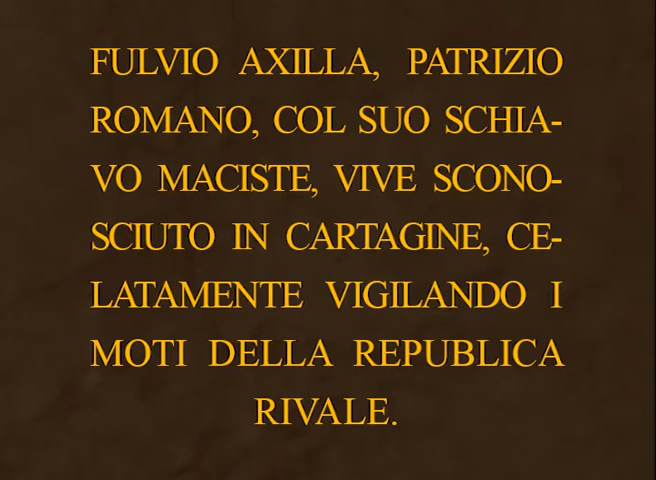 FULVIO AXILLA, PATRIZIO
ROMANO, COL SUO SCHIA-
VO MACISTE, VIVE SCONO-
SCIUTO IN CARTAGINE, CE-
LATAMENTE VIGILANDO I
MOTI DELLA REPUBLICA
RIVALE.